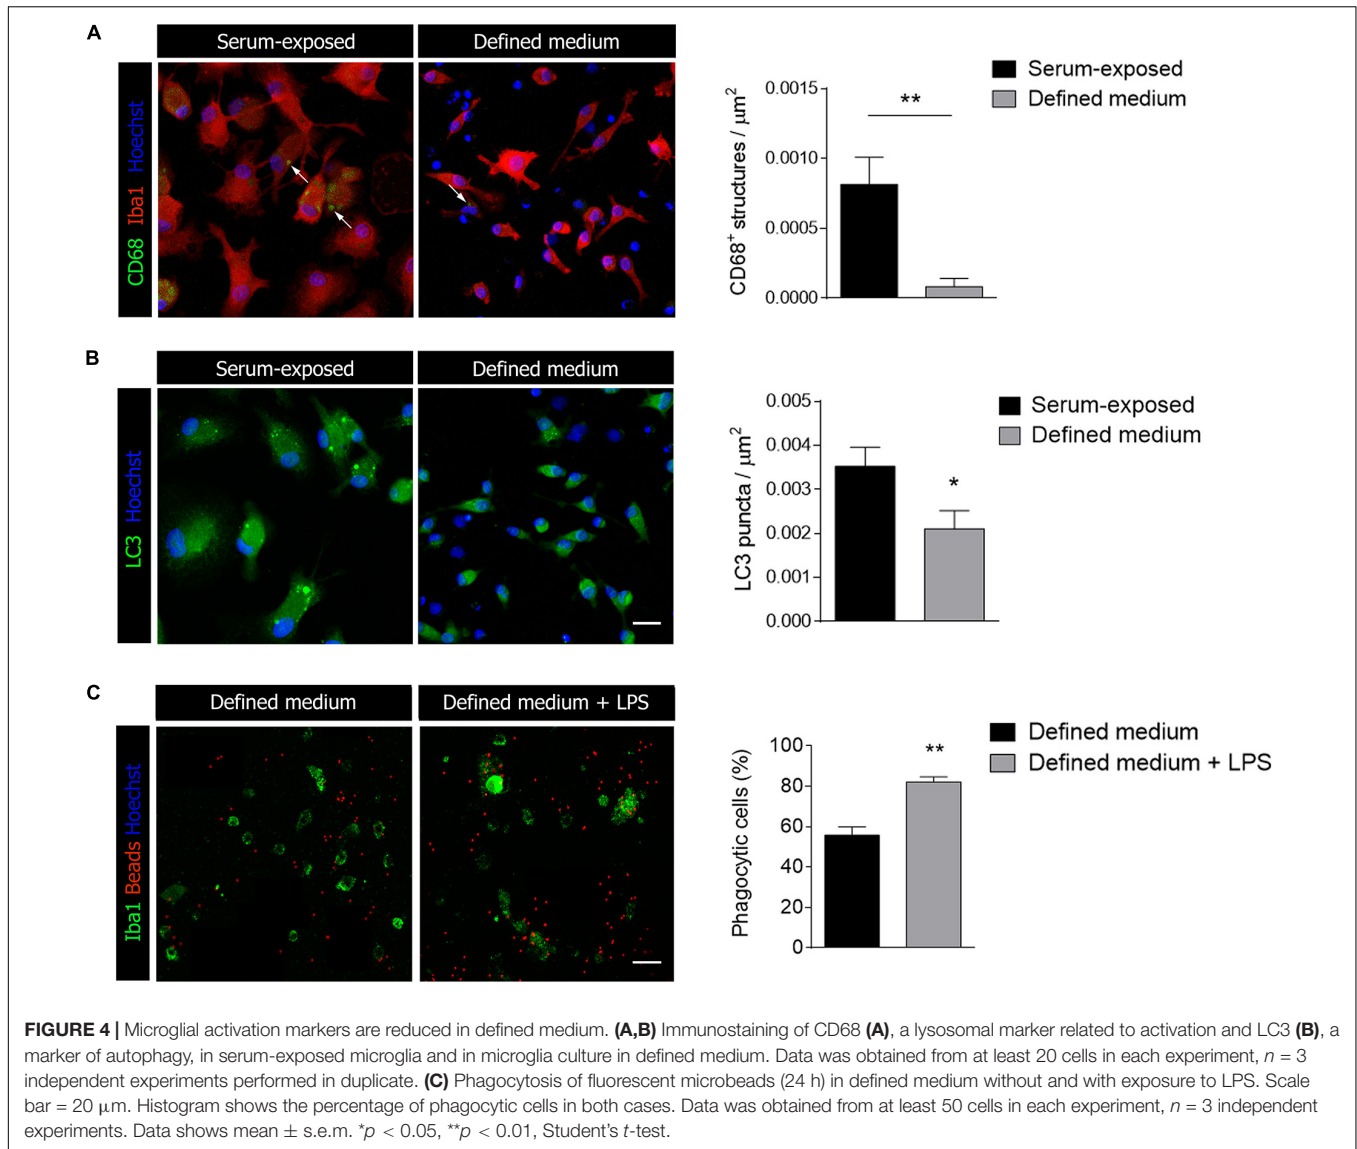 A
Serum-exposed
Defined medium
CD68 Iba1 Hoechst
CD68⁺ structures / μm²
0.0015
0.0010
0.0005
0.0000
**
Serum-exposed
Defined medium
B
Serum-exposed
Defined medium
LC3 Hoechst
LC3 puncta / μm²
0.005
0.004
0.003
0.002
0.001
0.000
*
Serum-exposed
Defined medium
C
Defined medium
Defined medium + LPS
Iba1 Beads Hoechst
Phagocytic cells (%)
100
80
60
40
20
0
**
Defined medium
Defined medium + LPS
FIGURE 4 | Microglial activation markers are reduced in defined medium. (A,B) Immunostaining of CD68 (A), a lysosomal marker related to activation and LC3 (B), a
marker of autophagy, in serum-exposed microglia and in microglia culture in defined medium. Data was obtained from at least 20 cells in each experiment, n = 3
independent experiments performed in duplicate. (C) Phagocytosis of fluorescent microbeads (24 h) in defined medium without and with exposure to LPS. Scale
bar = 20 μm. Histogram shows the percentage of phagocytic cells in both cases. Data was obtained from at least 50 cells in each experiment, n = 3 independent
experiments. Data shows mean ± s.e.m. *p < 0.05, **p < 0.01, Student's t-test.